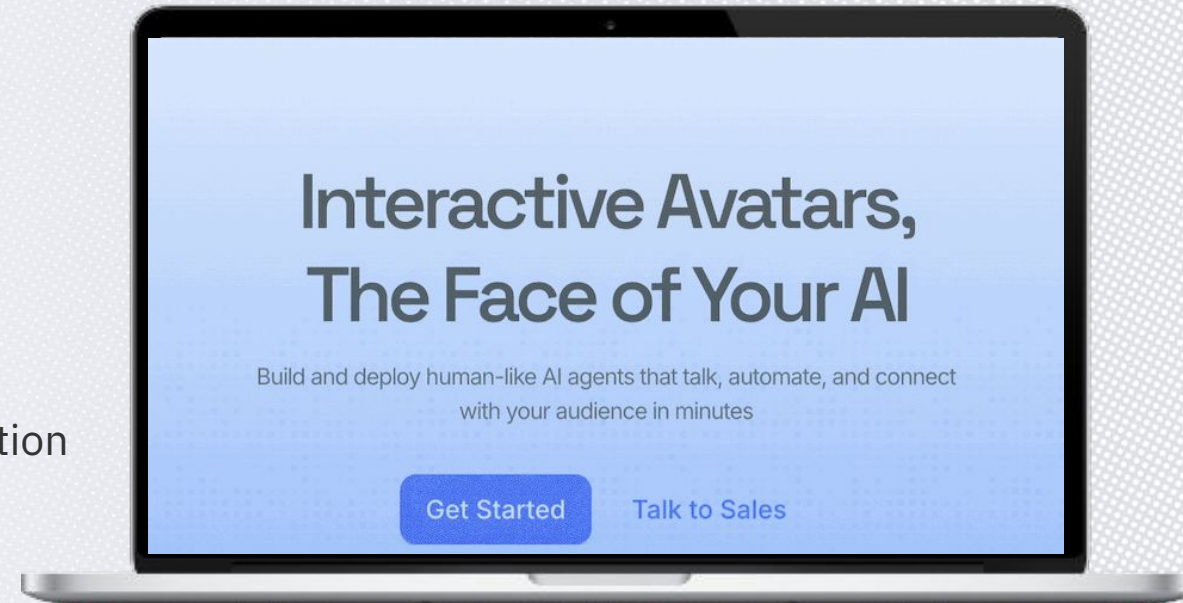 Interactive Avatars,
The Face of Your AI
Build and deploy human-like AI agents that talk, automate, and connect
with your audience in minutes
tion
Get Started Talk to Sales